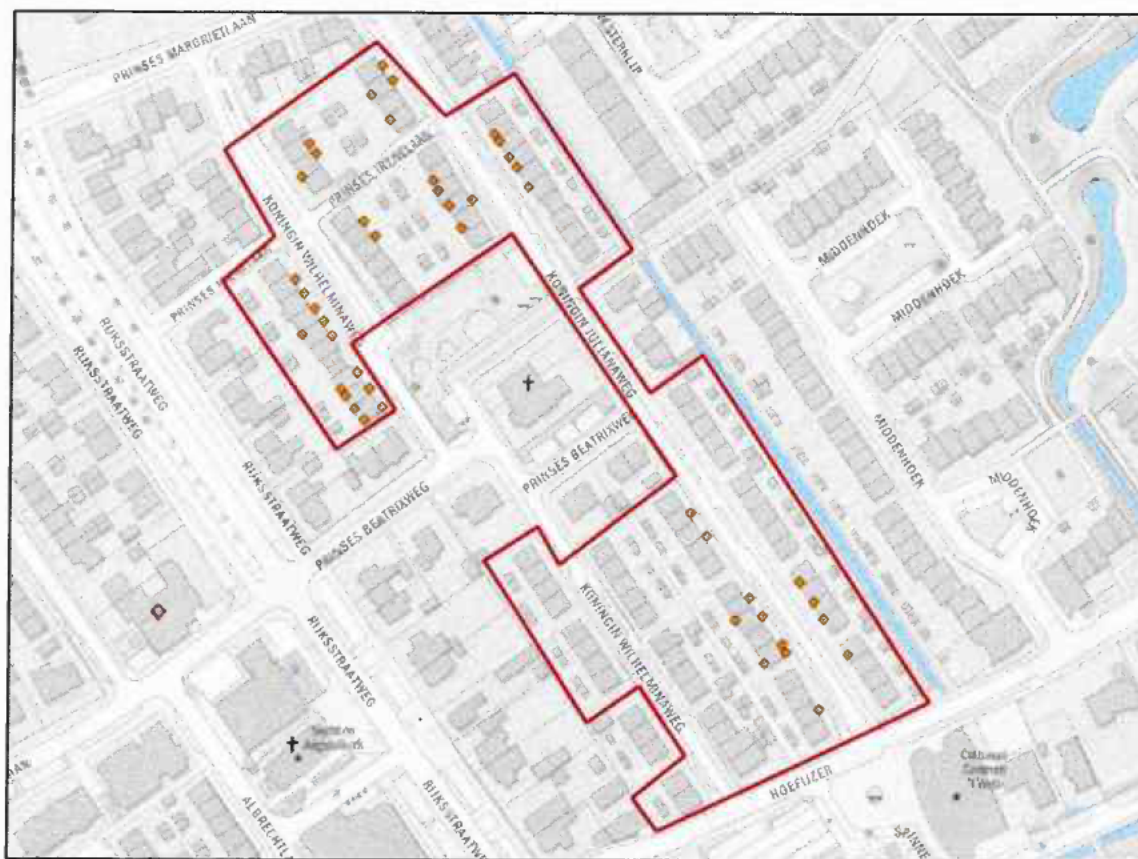 PRINSES MARGRIETLAAN
PRINSES IRENELAAN
KONINGIN WILHELMINAWEG
PRINSES
MIDDENHOEK
MIDDENHOEK
KONINGIN JULIANAWEG
RIJKSSTRAATWEG
RIJKSSTRAATWEG
PRINSES BEATRIXWEG
MIDDENHOEK
RIJKSSTRAATWEG
MIDDENHOEK
PRINSES BEATRIXWEG
KONINGIN WILHELMINAWEG
RIJKSSTRAATWEG
HOEFIJZER
RIJKSSTRAATWEG